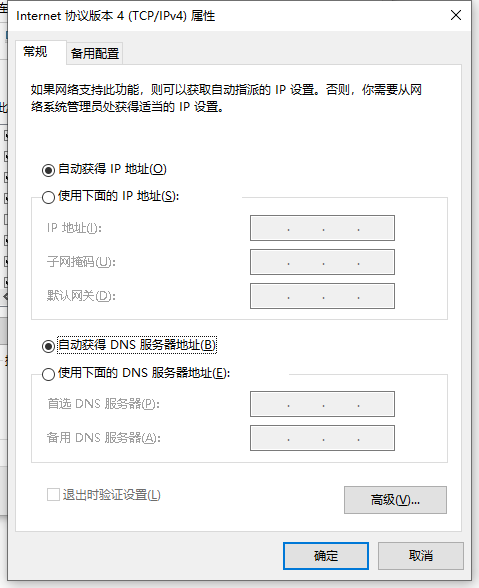 Internet 协议版本 4 (TCP/IPv4) 属性
常规
备用配置
如果网络支持此功能，则可以获取自动指派的 IP 设置。否则，你需要从网
络系统管理员处获得适当的 IP 设置。
自动获得 IP 地址(O)
使用下面的 IP 地址(S):
IP 地址(I):
子网掩码(U):
默认网关(D):
自动获得 DNS 服务器地址(B)
使用下面的 DNS 服务器地址(E):
首选 DNS 服务器(P):
备用 DNS 服务器(A):
退出时验证设置(L)
高级(V)...
确定
取消